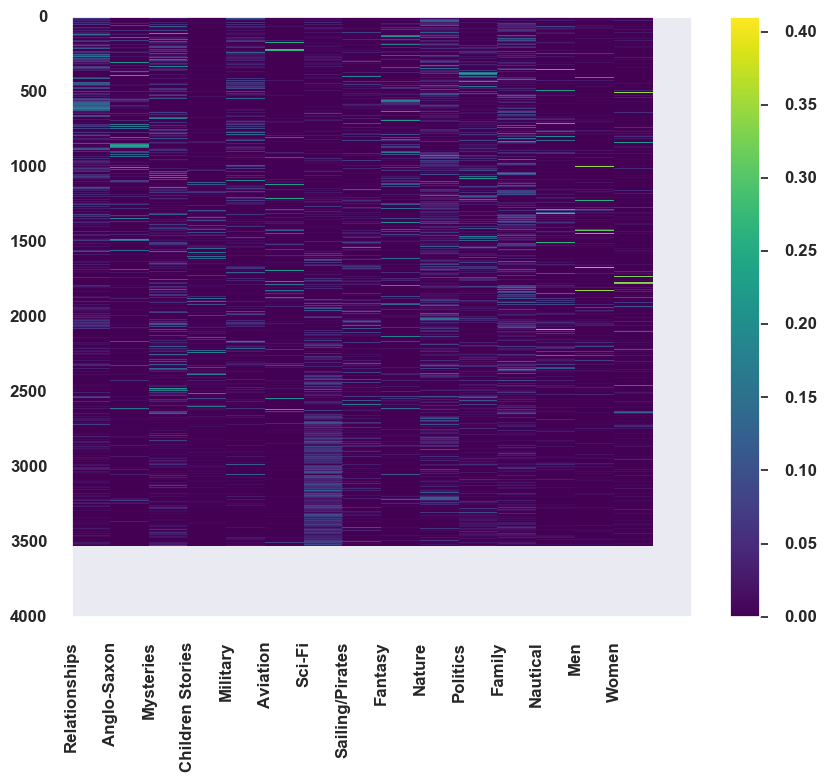 0
500
1000
1500
2000
2500
3000
3500
4000
0.40
0.35
0.30
0.25
0.20
0.15
0.10
0.05
0.00
Relationships
Anglo-Saxon
Mysteries
Children Stories
Military
Aviation
Sci-Fi
Sailing/Pirates
Fantasy
Nature
Politics
Family
Nautical
Men
Women